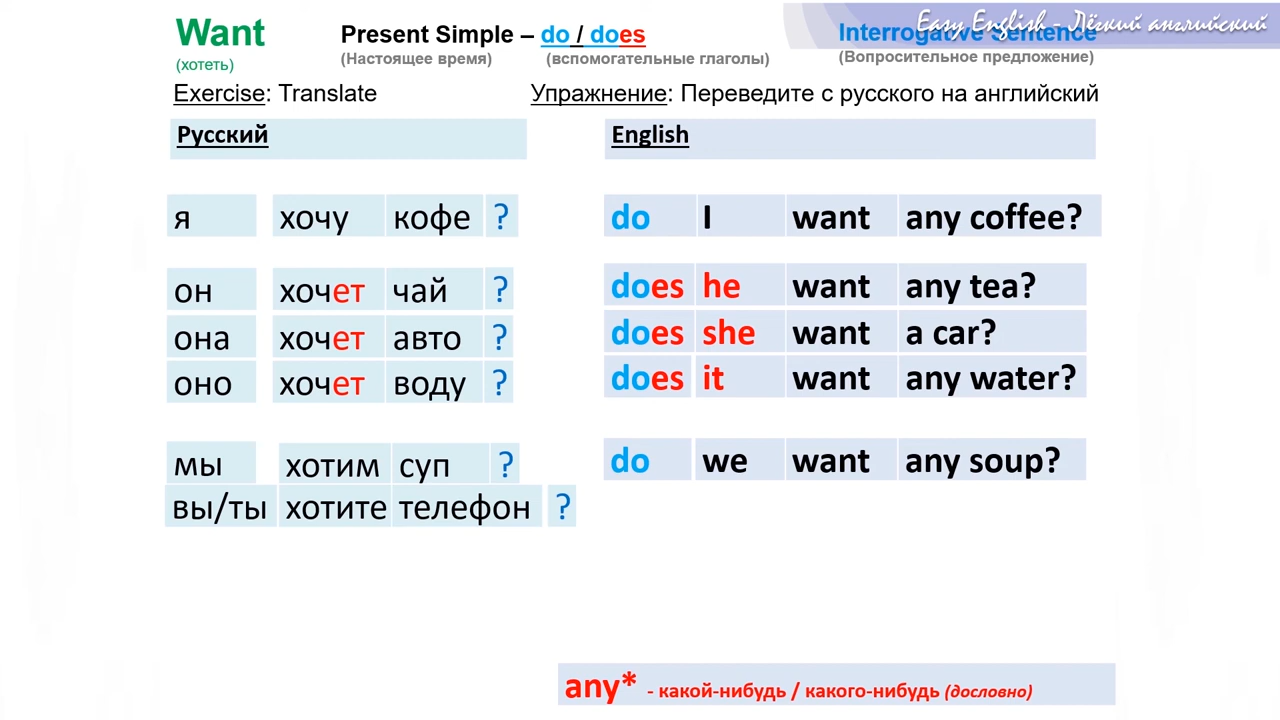 Easy English - Лёгкий английский
Want Present Simple – do / does Interrogative Sentence
(хотеть) (Настоящее время) (вспомогательные глаголы) (Вопросительное предложение)
Exercise: Translate Упражнение: Переведите с русского на английский
Русский English
я хочу кофе ? do I want any coffee?
он хочет чай ? does he want any tea?
она хочет авто ? does she want a car?
оно хочет воду ? does it want any water?
мы хотим суп ? do we want any soup?
вы/ты хотите телефон ?
any* - какой-нибудь / какого-нибудь (дословно)